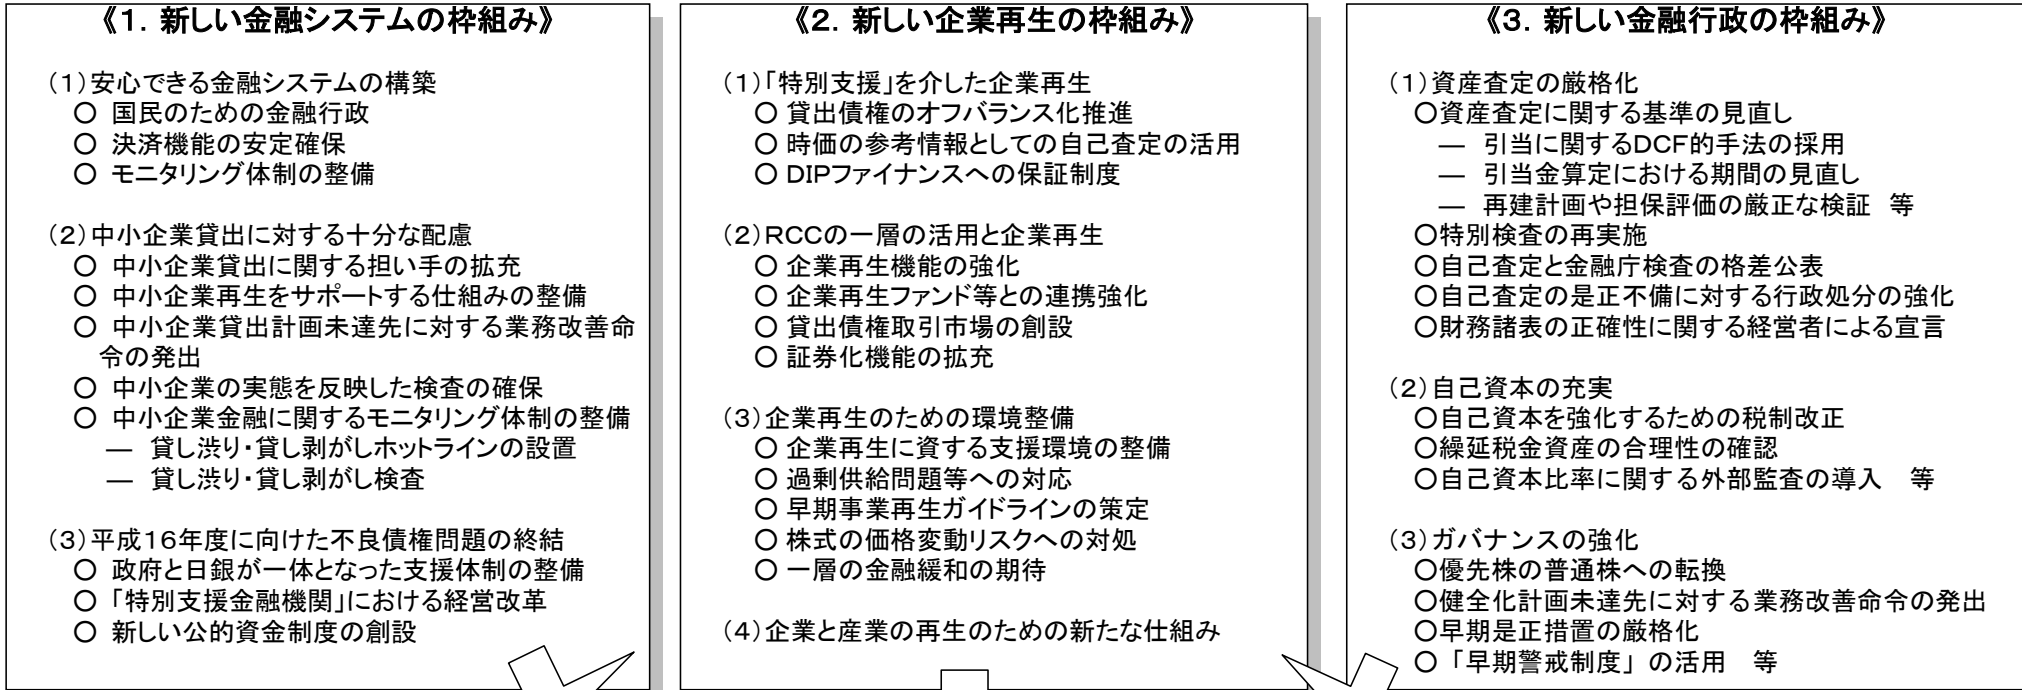 《1．新しい金融システムの枠組み》
（1）安心できる金融システムの構築
○ 国民のための金融行政
○ 決済機能の安定確保
○ モニタリング体制の整備
（2）中小企業貸出に対する十分な配慮
○ 中小企業貸出に関する担い手の拡充
○ 中小企業再生をサポートする仕組みの整備
○ 中小企業貸出計画未達先に対する業務改善命
令の発出
○ 中小企業の実態を反映した検査の確保
○ 中小企業金融に関するモニタリング体制の整備
― 貸し渋り・貸し剥がしホットラインの設置
― 貸し渋り・貸し剥がし検査
（3）平成16年度に向けた不良債権問題の終結
○ 政府と日銀が一体となった支援体制の整備
○ 「特別支援金融機関」における経営改革
○ 新しい公的資金制度の創設
《2．新しい企業再生の枠組み》
（1）「特別支援」を介した企業再生
○ 貸出債権のオフバランス化推進
○ 時価の参考情報としての自己査定の活用
○ DIPファイナンスへの保証制度
（2）RCCの一層の活用と企業再生
○ 企業再生機能の強化
○ 企業再生ファンド等との連携強化
○ 貸出債権取引市場の創設
○ 証券化機能の拡充
（3）企業再生のための環境整備
○ 企業再生に資する支援環境の整備
○ 過剰供給問題等への対応
○ 早期事業再生ガイドラインの策定
○ 株式の価格変動リスクへの対処
○ 一層の金融緩和の期待
（4）企業と産業の再生のための新たな仕組み
《3．新しい金融行政の枠組み》
（1）資産査定の厳格化
○資産査定に関する基準の見直し
― 引当に関するDCF的手法の採用
― 引当金算定における期間の見直し
― 再建計画や担保評価の厳正な検証 等
○特別検査の再実施
○自己査定と金融庁検査の格差公表
○自己査定の是正不備に対する行政処分の強化
○財務諸表の正確性に関する経営者による宣言
（2）自己資本の充実
○自己資本を強化するための税制改正
○繰延税金資産の合理性の確認
○自己資本比率に関する外部監査の導入 等
（3）ガバナンスの強化
○優先株の普通株への転換
○健全化計画未達先に対する業務改善命令の発出
○早期是正措置の厳格化
○「早期警戒制度」の活用 等